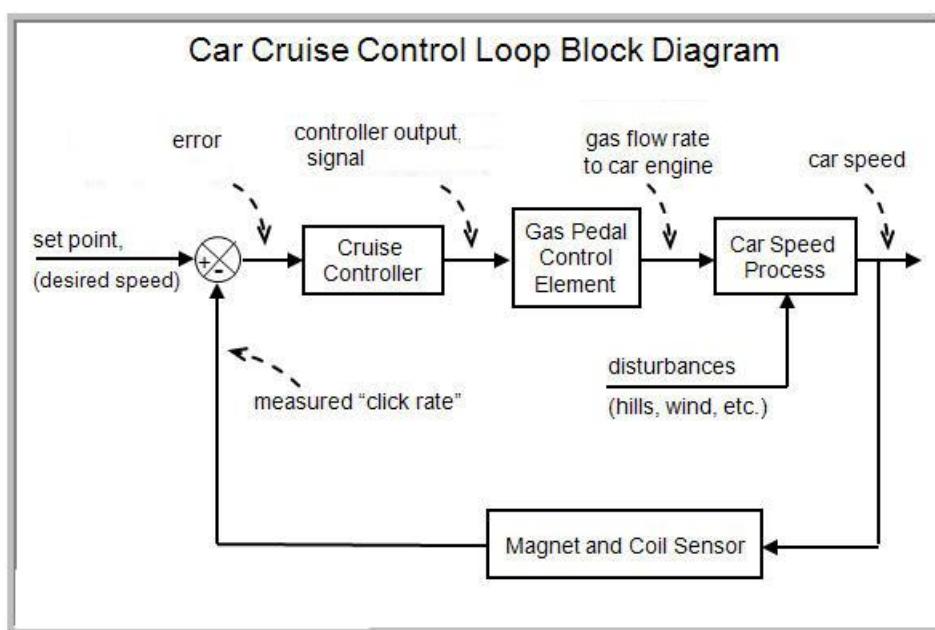 Car Cruise Control Loop Block Diagram
error
controller output,
signal
gas flow rate
to car engine
car speed
set point,
(desired speed)
+
-
Cruise
Controller
Gas Pedal
Control
Element
Car Speed
Process
disturbances
(hills, wind, etc.)
measured “click rate”
Magnet and Coil Sensor